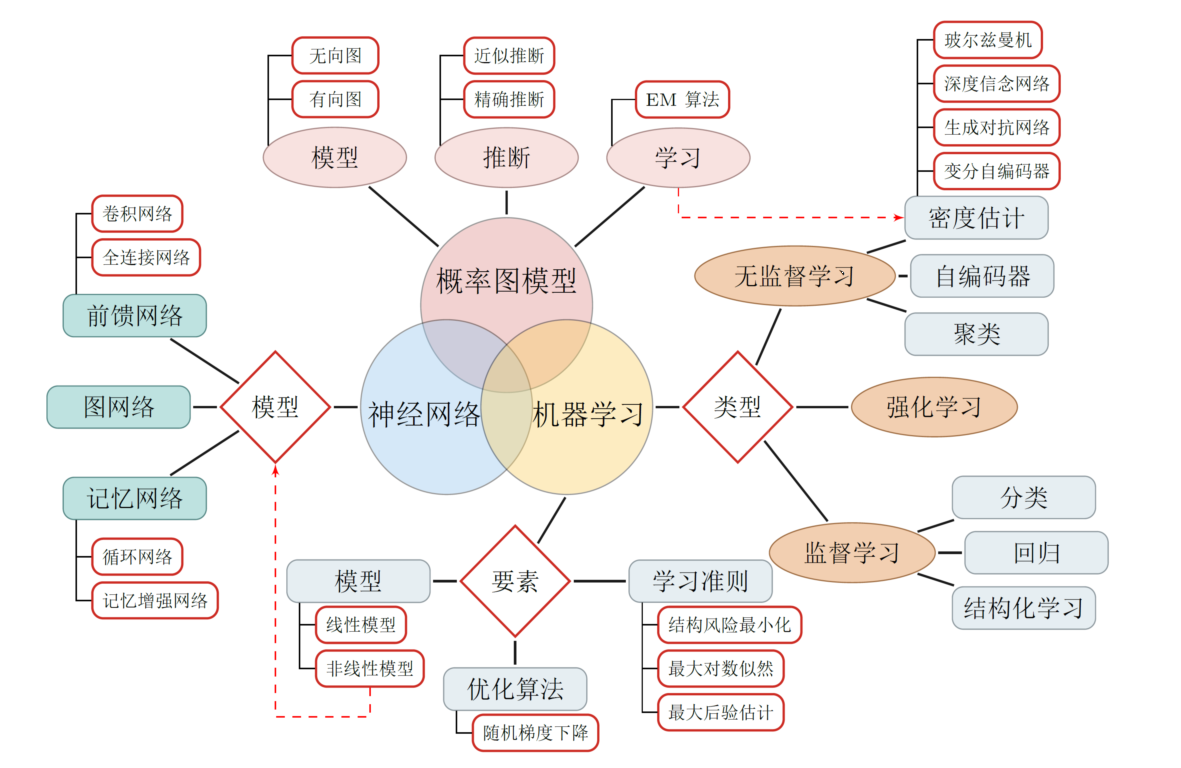 无向图
有向图
模型
近似推断
精确推断
推断
EM 算法
学习
玻尔兹曼机
深度信念网络
生成对抗网络
变分自编码器
密度估计
无监督学习
自编码器
聚类
概率图模型
卷积网络
全连接网络
前馈网络
图网络
模型
神经网络
机器学习
类型
强化学习
记忆网络
循环网络
记忆增强网络
监督学习
分类
回归
结构化学习
模型
线性模型
非线性模型
要素
学习准则
结构风险最小化
最大对数似然
最大后验估计
优化算法
随机梯度下降